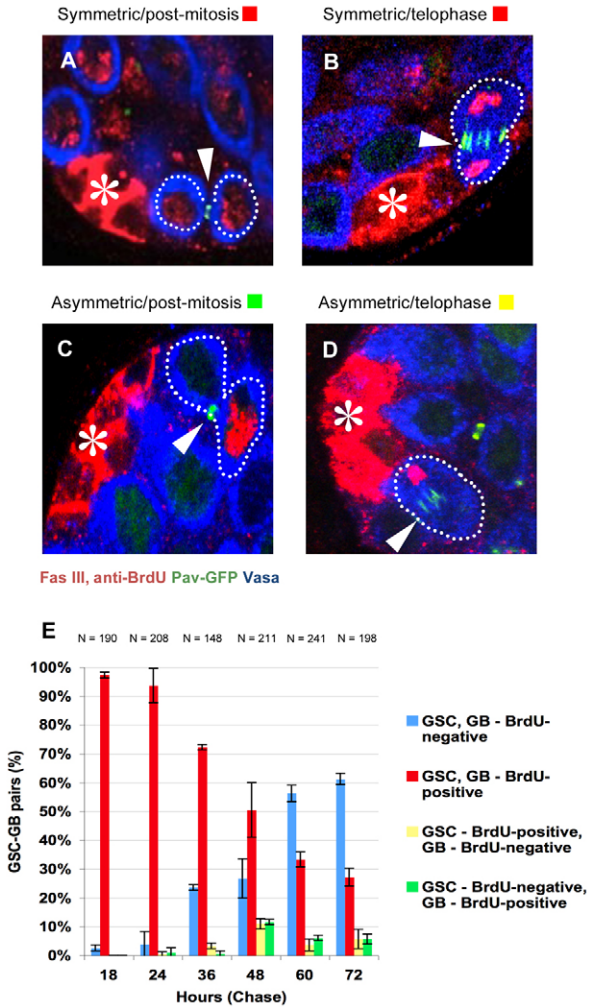 Symmetric/post-mitosis
Symmetric/telophase
A
B
Asymmetric/post-mitosis
Asymmetric/telophase
C
D
Fas III, anti-BrdU Pav-GFP Vasa
E
N = 190 N = 208 N = 148 N = 211 N = 241 N = 198
100%
90%
80%
70%
60%
50%
40%
30%
20%
10%
0%
GSC-GB pairs (%)
18 24 36 48 60 72
Hours (Chase)
GSC, GB - BrdU-
negative
GSC, GB - BrdU-
positive
GSC - BrdU-positive,
GB - BrdU-negative
GSC - BrdU-negative,
GB - BrdU-positive